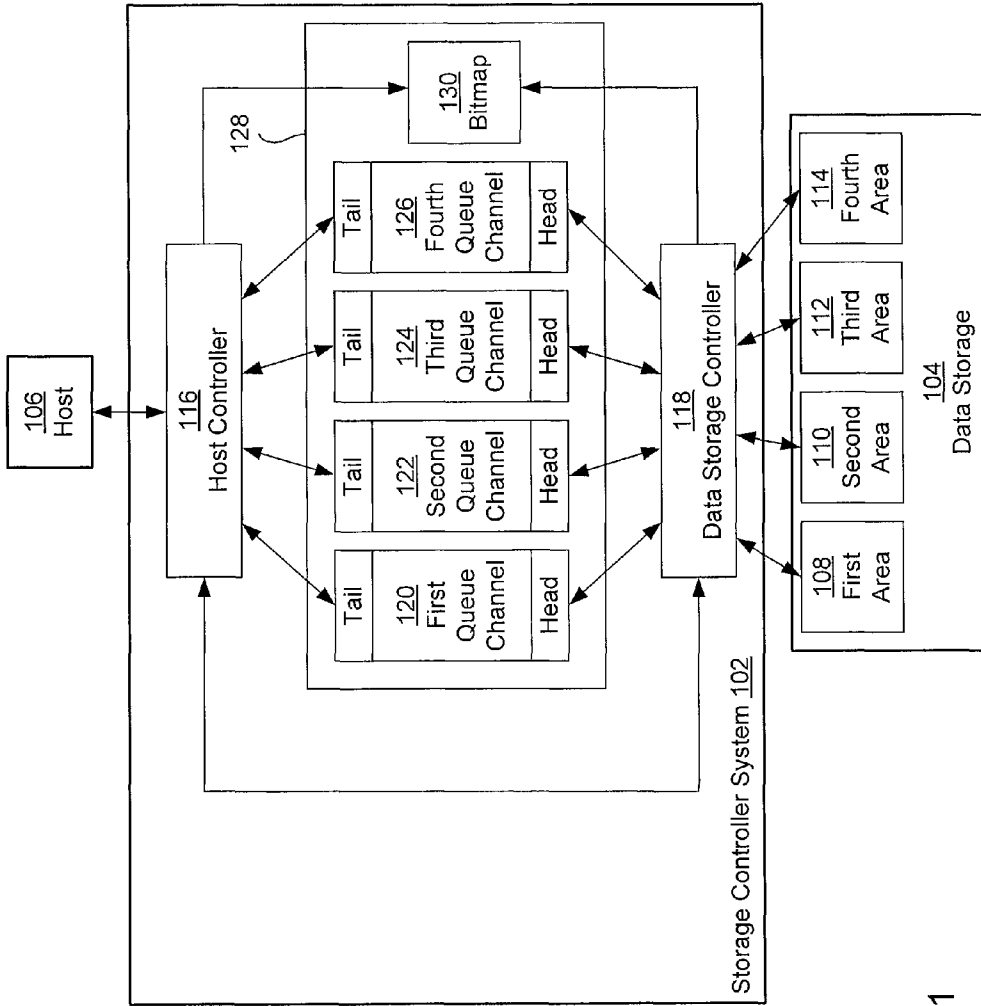 106
Host
116
Host Controller
128
130
Bitmap
Tail
120
First
Queue
Channel
Head
Tail
122
Second
Queue
Channel
Head
Tail
124
Third
Queue
Channel
Head
Tail
126
Fourth
Queue
Channel
Head
118
Data Storage Controller
Storage Controller System 102
108
First
Area
110
Second
Area
112
Third
Area
114
Fourth
Area
104
Data Storage
1